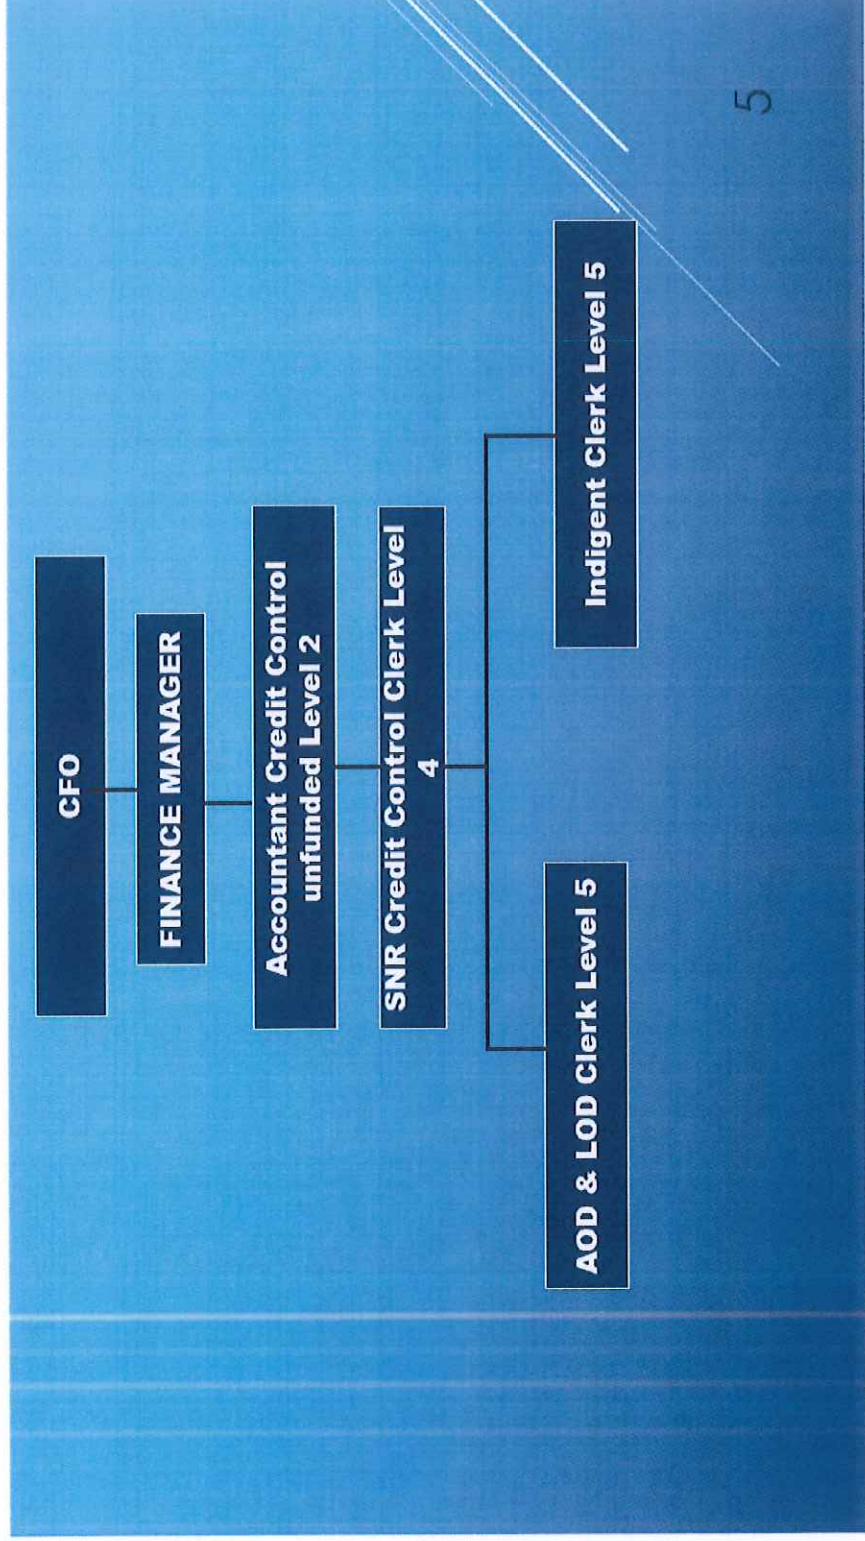 CFO
FINANCE MANAGER
Accountant Credit Control
unfunded Level 2
SNR Credit Control Clerk Level
4
AOD & LOD Clerk Level 5
Indigent Clerk Level 5
5